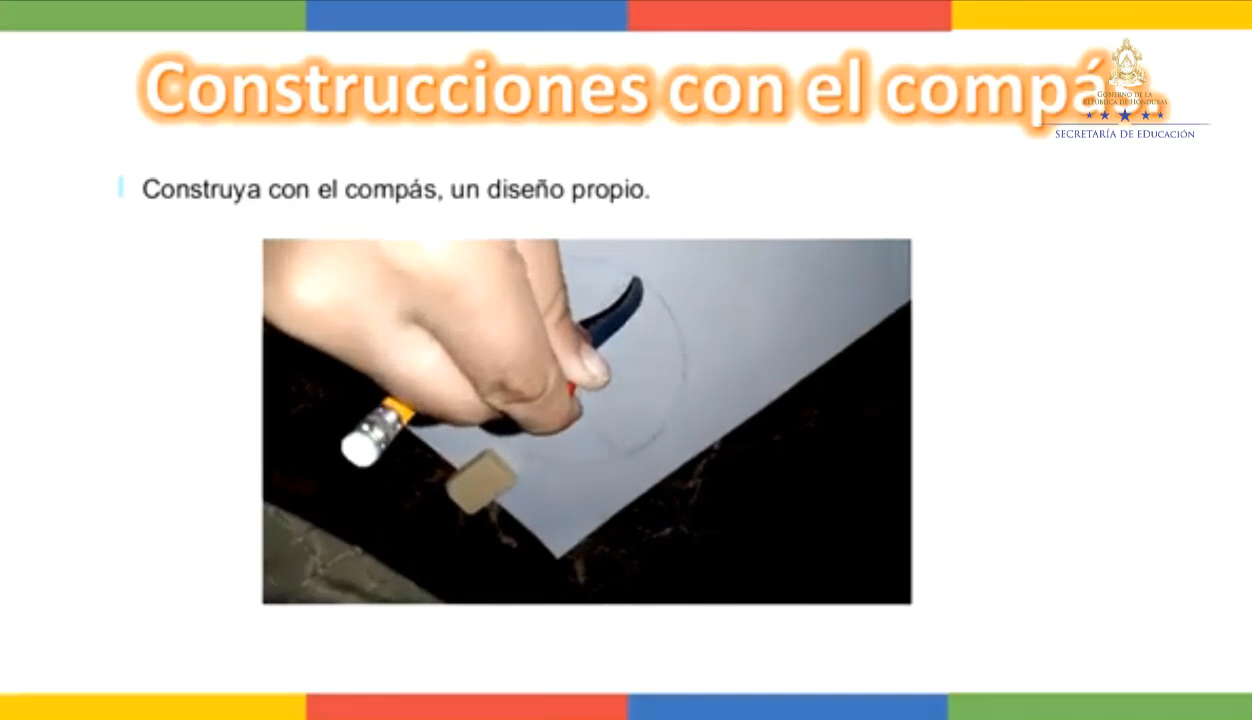 Construcciones con el compás.
GOBIERNO DE LA
REPÚBLICA DE HONDURAS
SECRETARÍA DE EDUCACIÓN
Construya con el compás, un diseño propio.